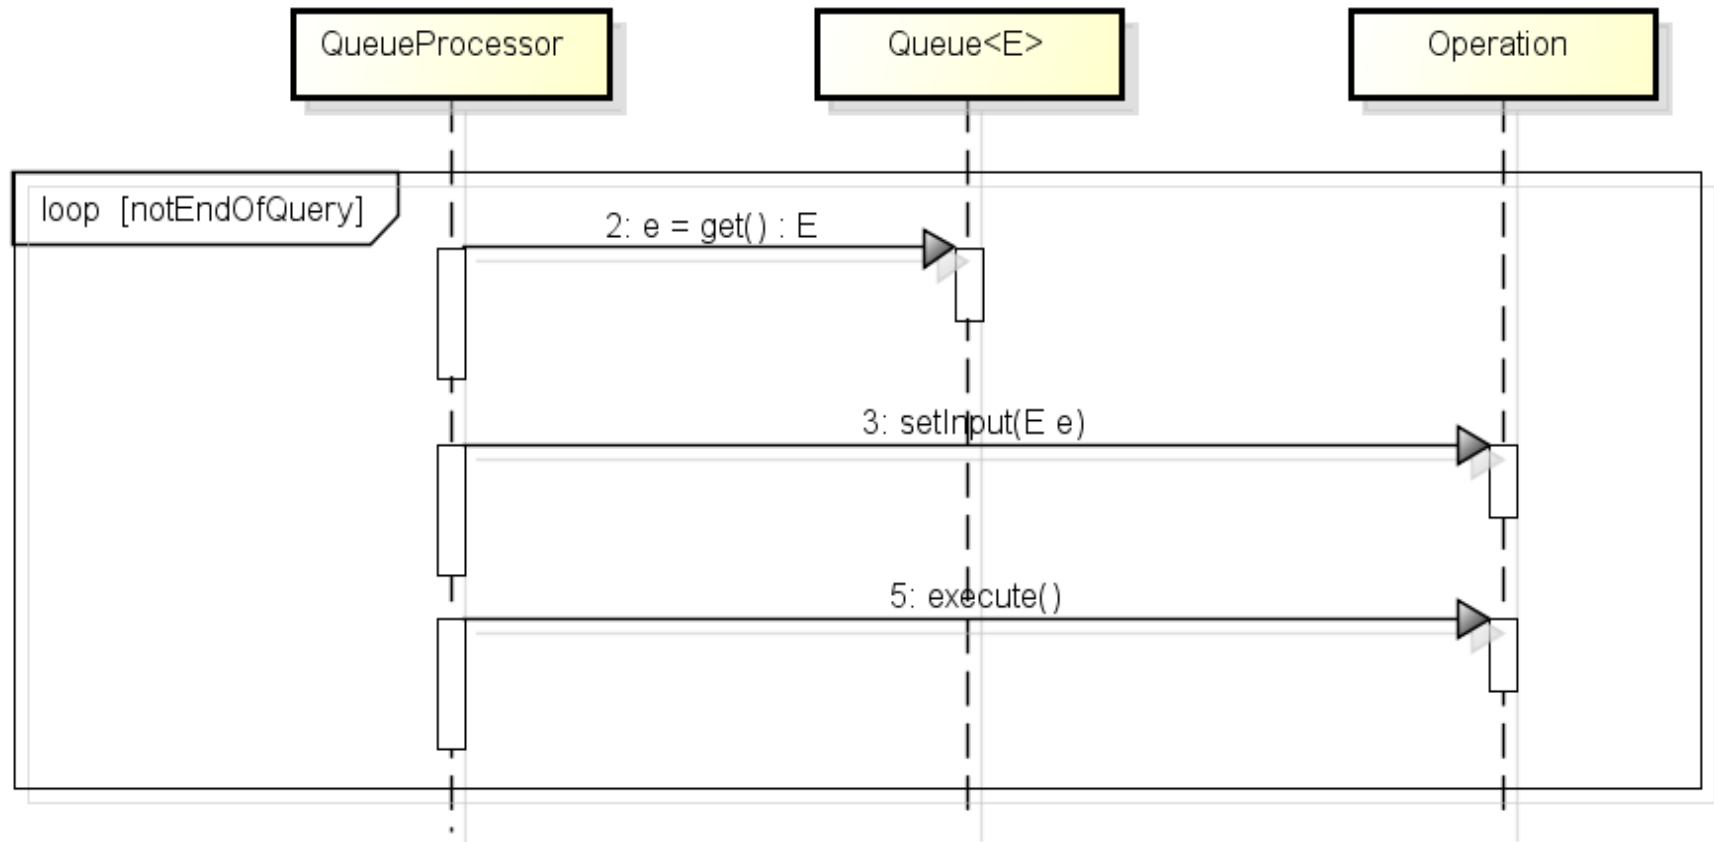 QueueProcessor
Queue<E>
Operation
loop [notEndOfQuery]
2: e = get() : E
3: setInput(E e)
5: execute()